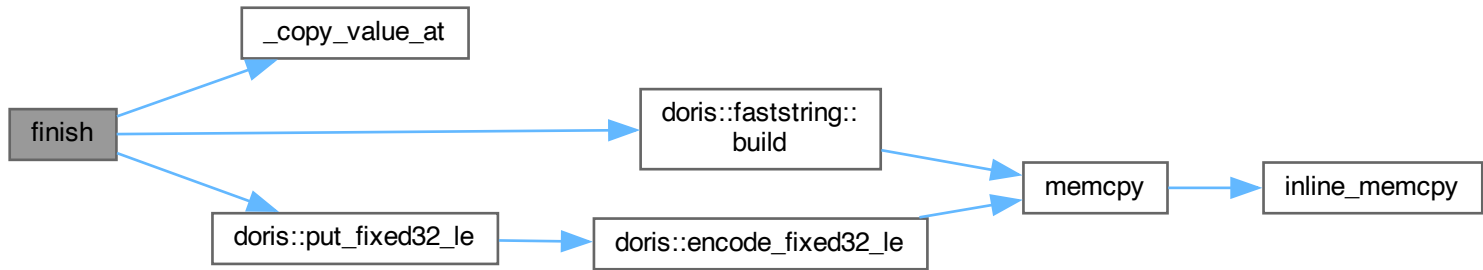 _copy_value_at
finish
doris::faststring::
build
memcpy
inline_memcpy
doris::put_fixed32_le
doris::encode_fixed32_le